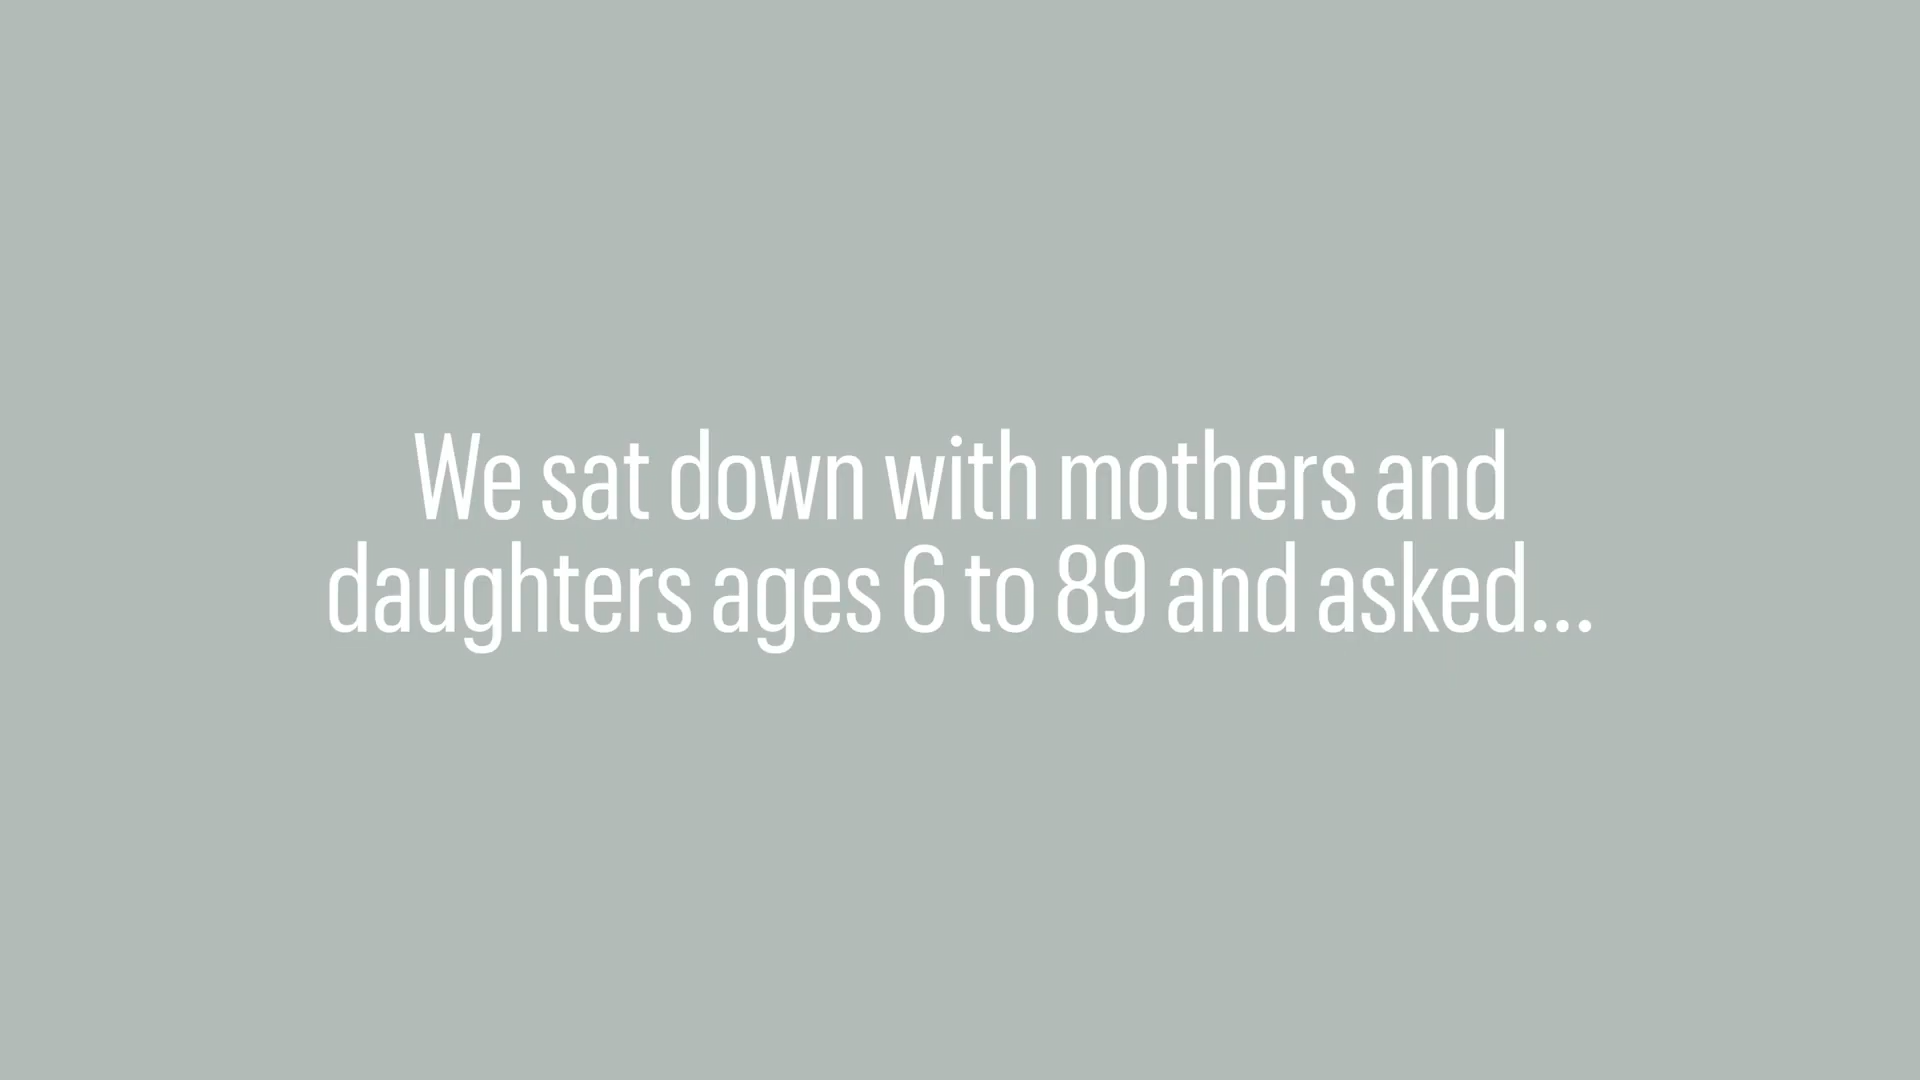 We sat down with mothers and
daughters ages 6 to 89 and asked...